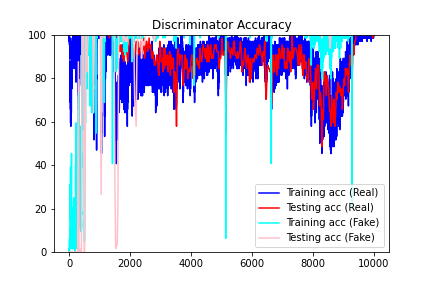 Discriminator Accuracy
100
80
60
40
20
0
0
2000
4000
6000
8000
10000
Training acc (Real)
Testing acc (Real)
Training acc (Fake)
Testing acc (Fake)